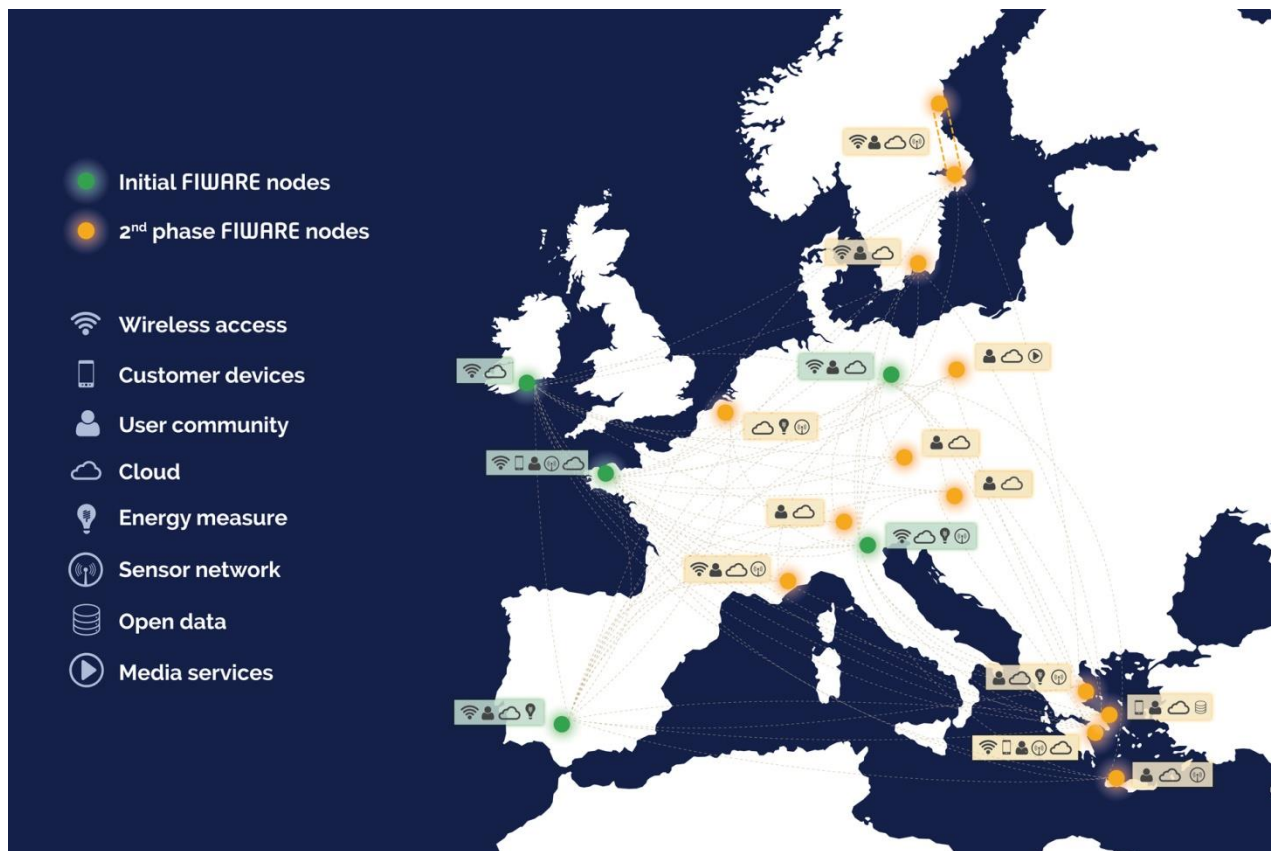 Initial FIWARE nodes
2nd phase FIWARE nodes
Wireless access
Customer devices
User community
Cloud
Energy measure
Sensor network
Open data
Media services